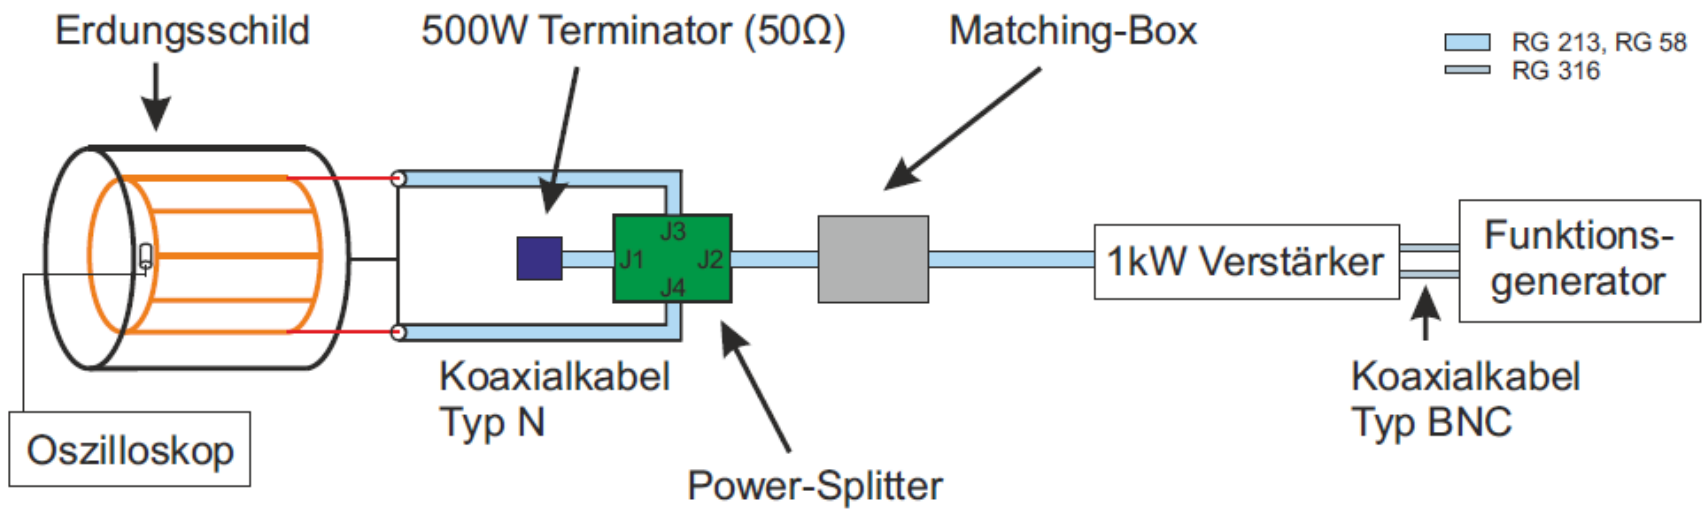 Erdungsschild
500W Terminator (50Ω)
Matching-Box
RG 213, RG 58
RG 316
J3
J1
J2
J4
1kW Verstärker
Funktions-
generator
Koaxialkabel
Typ N
Koaxialkabel
Typ BNC
Oszilloskop
Power-Splitter